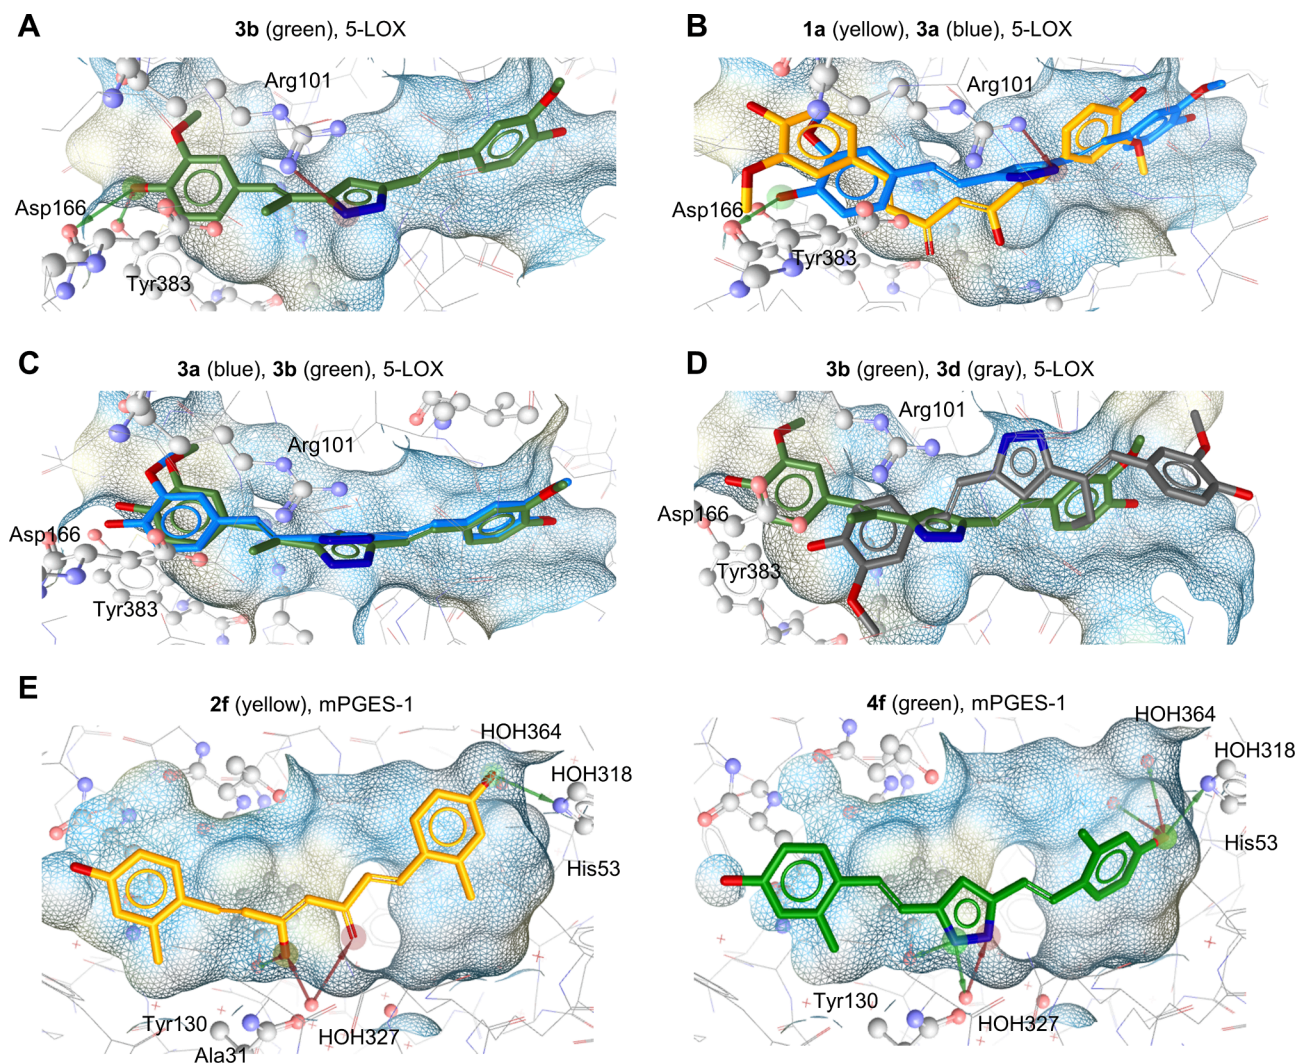 A
3b (green), 5-LOX
Arg101
Asp166
Tyr383
B
1a (yellow), 3a (blue), 5-LOX
Arg101
Asp166
Tyr383
C
3a (blue), 3b (green), 5-LOX
Arg101
Asp166
Tyr383
D
3b (green), 3d (gray), 5-LOX
Arg101
Asp166
Tyr383
E
2f (yellow), mPGES-1
HOH364
HOH318
His53
Tyr130
HOH327
Ala31
4f (green), mPGES-1
HOH364
HOH318
His53
Tyr130
HOH327